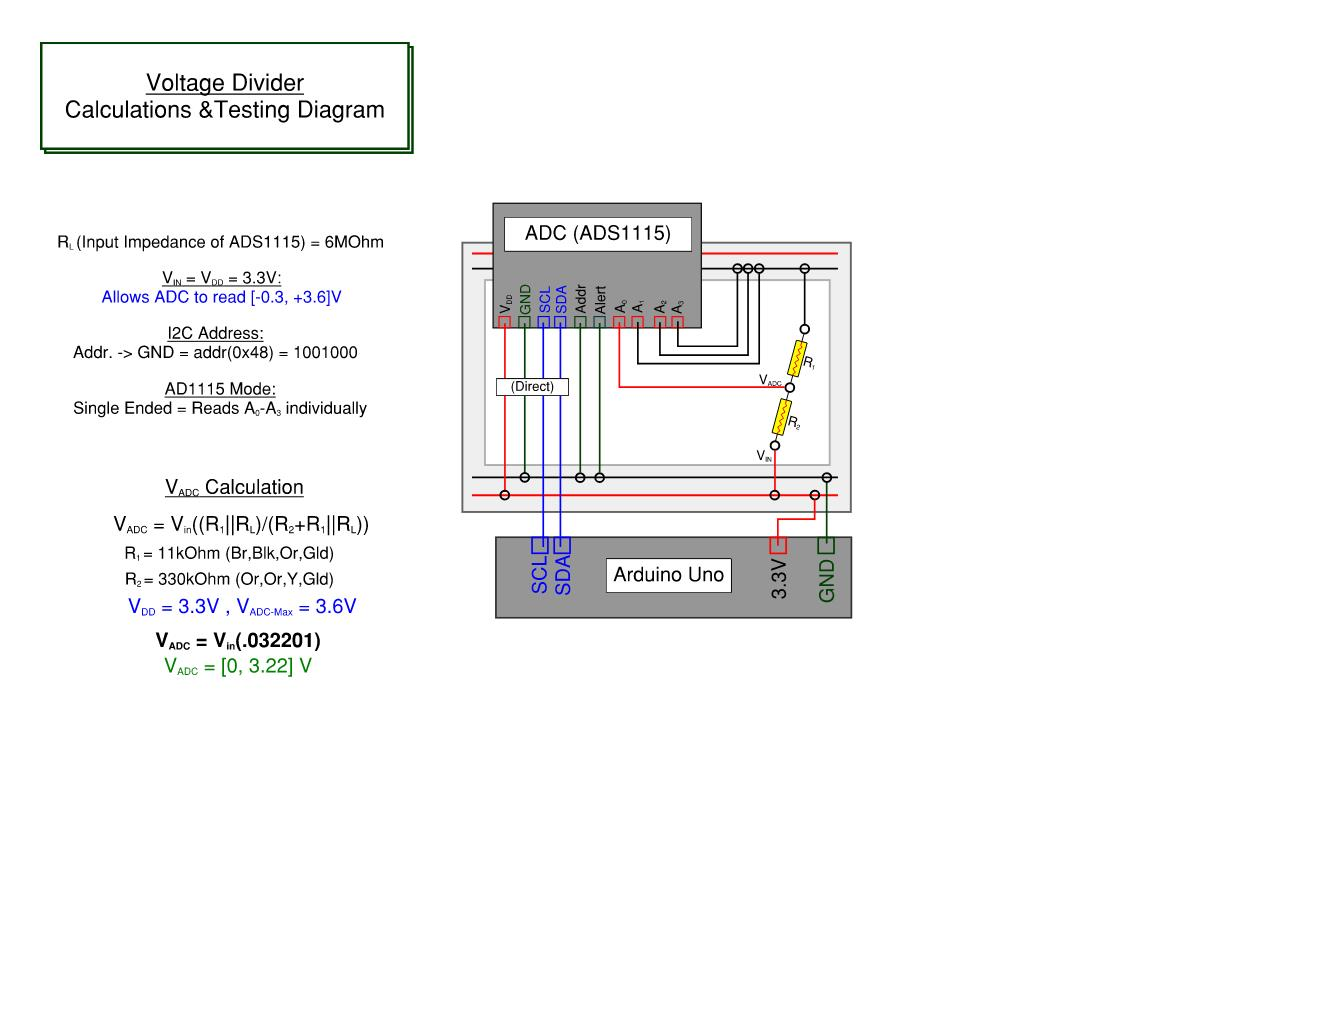 Voltage Divider
Calculations &Testing Diagram
RL (Input Impedance of ADS1115) = 6MOhm
VIN = VDD = 3.3V:
Allows ADC to read [-0.3, +3.6]V
I2C Address:
Addr. -> GND = addr(0x48) = 1001000
AD1115 Mode:
Single Ended = Reads A0-A3 individually
VADC Calculation
VADC = Vin((R1||RL)/(R2+R1||RL))
R1 = 11kOhm (Br,Blk,Or,Gld)
R2 = 330kOhm (Or,Or,Y,Gld)
VDD = 3.3V , VADC-Max = 3.6V
VADC = Vin(.032201)
VADC = [0, 3.22] V
ADC (ADS1115)
VDD
GND
SCL
SDA
Addr
Alert
A0
A1
A2
A3
(Direct)
R1
VADC
R2
VIN
SCL
SDA
Arduino Uno
3.3V
GND